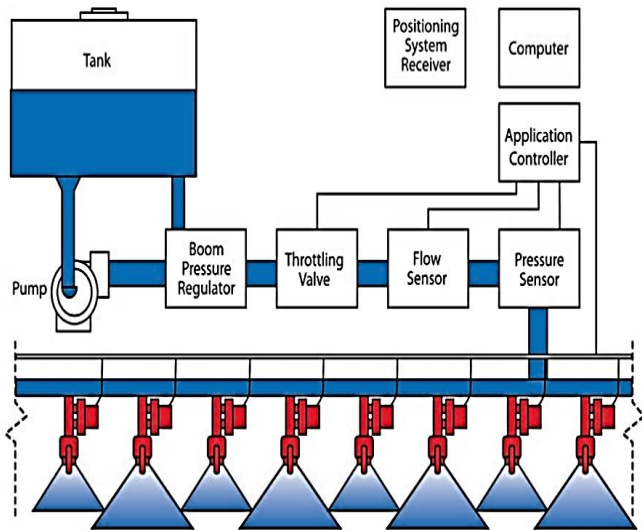 Tank
Positioning
System
Receiver
Computer
Application
Controller
Boom
Pressure
Regulator
Throttling
Valve
Flow
Sensor
Pressure
Sensor
Pump